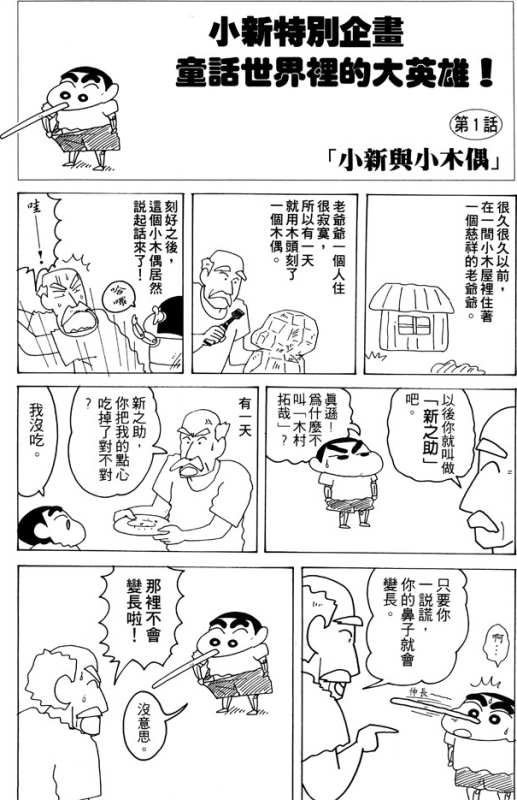 小新特別企畫
童話世界裡的大英雄！
第1話
「小新與小木偶」
很久很久以前，
在一間小木屋裡住著
一個慈祥的老爺爺。
老爺爺一個人住
很寂寞，
所以有一天
就用木頭刻了
一個木偶。
刻好之後，
這個小木偶居然
說起話來了！
哈囉
哇——！！
以後你就叫做
「新之助」
吧。
真遜！
為什麼不
叫「木村
拓哉」？
有一天
新之助，
你把我的點心
吃掉了對不對
？
我沒吃。
啊…
伸長
只要你
一說謊，
你的鼻子就會
變長。
那裡不會
變長啦！
沒意思。